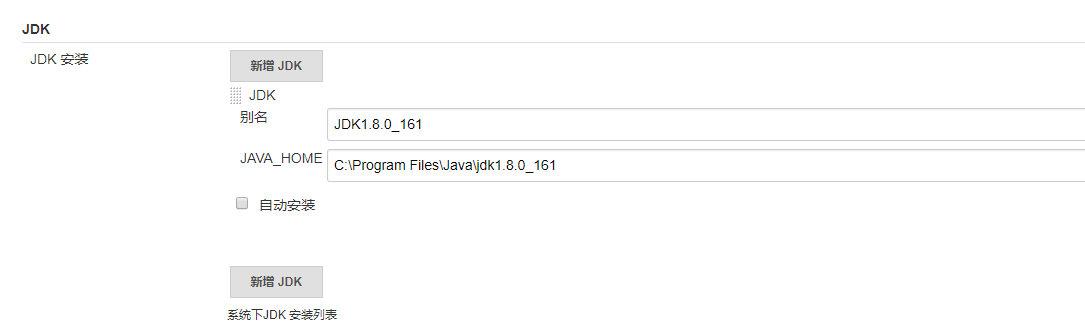 JDK
JDK 安装
新增 JDK
JDK
别名
JDK1.8.0_161
JAVA_HOME
C:\Program Files\Java\jdk1.8.0_161
自动安装
新增 JDK
系统下JDK 安装列表